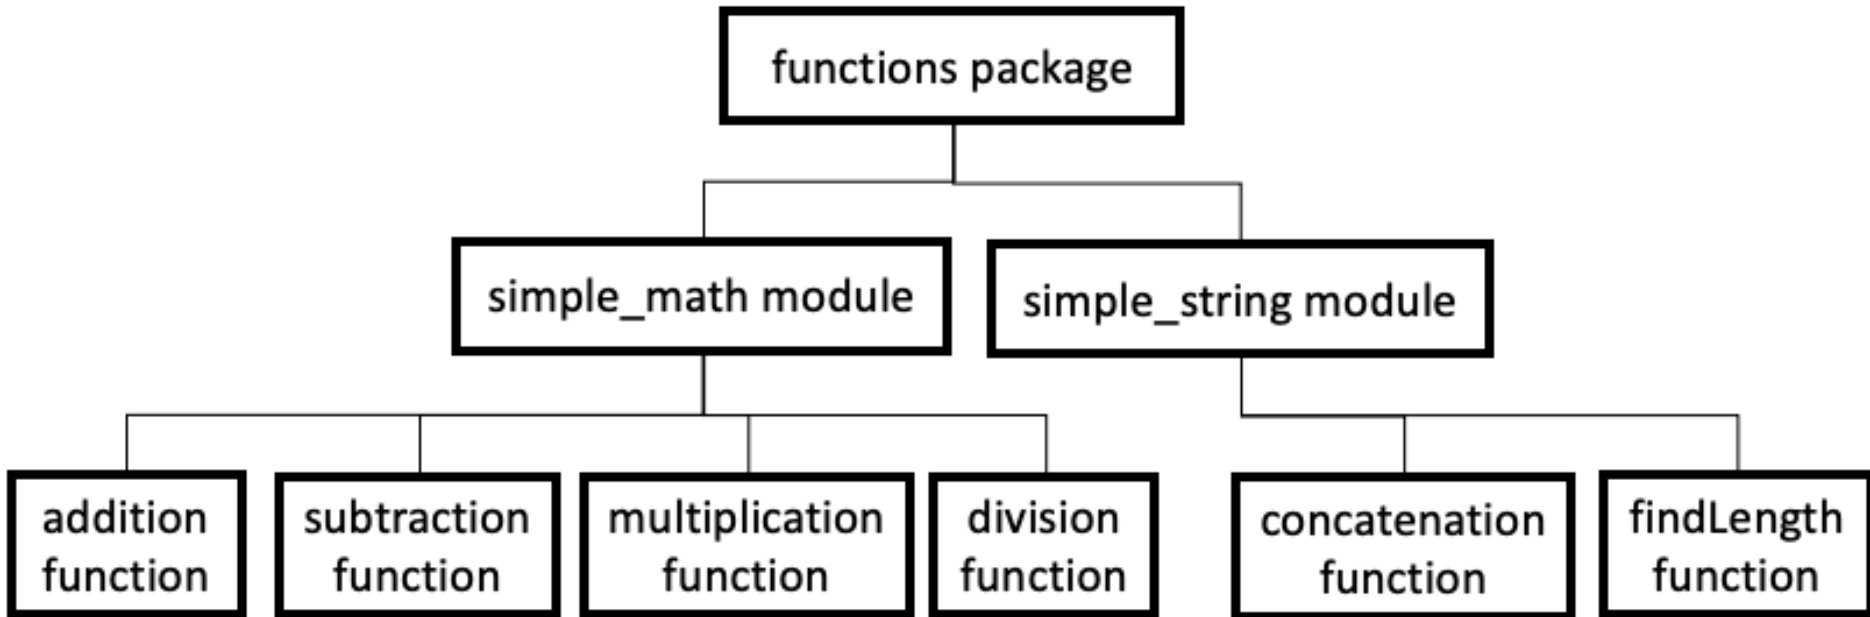 functions package
simple_math module
simple_string module
addition
function
subtraction
function
multiplication
function
division
function
concatenation
function
findLength
function